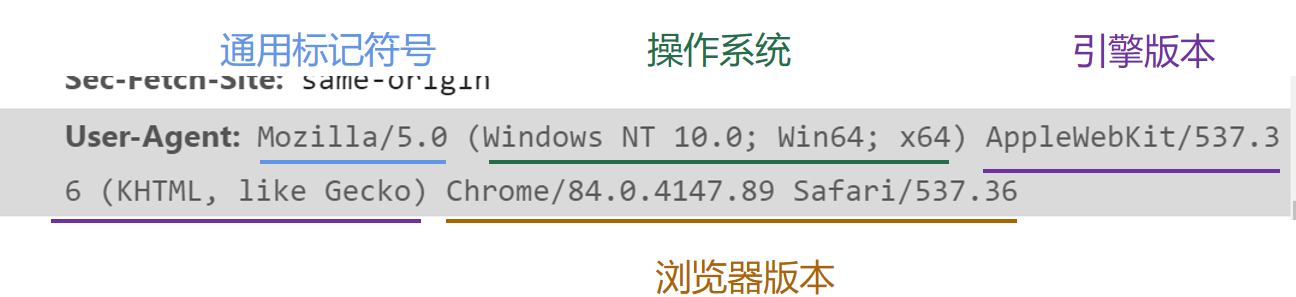 通用标记符号 操作系统 引擎版本
Sec-Fetch-Site: same-origin
User-Agent: Mozilla/5.0 (Windows NT 10.0; Win64; x64) AppleWebKit/537.3
6 (KHTML, like Gecko) Chrome/84.0.4147.89 Safari/537.36
浏览器版本